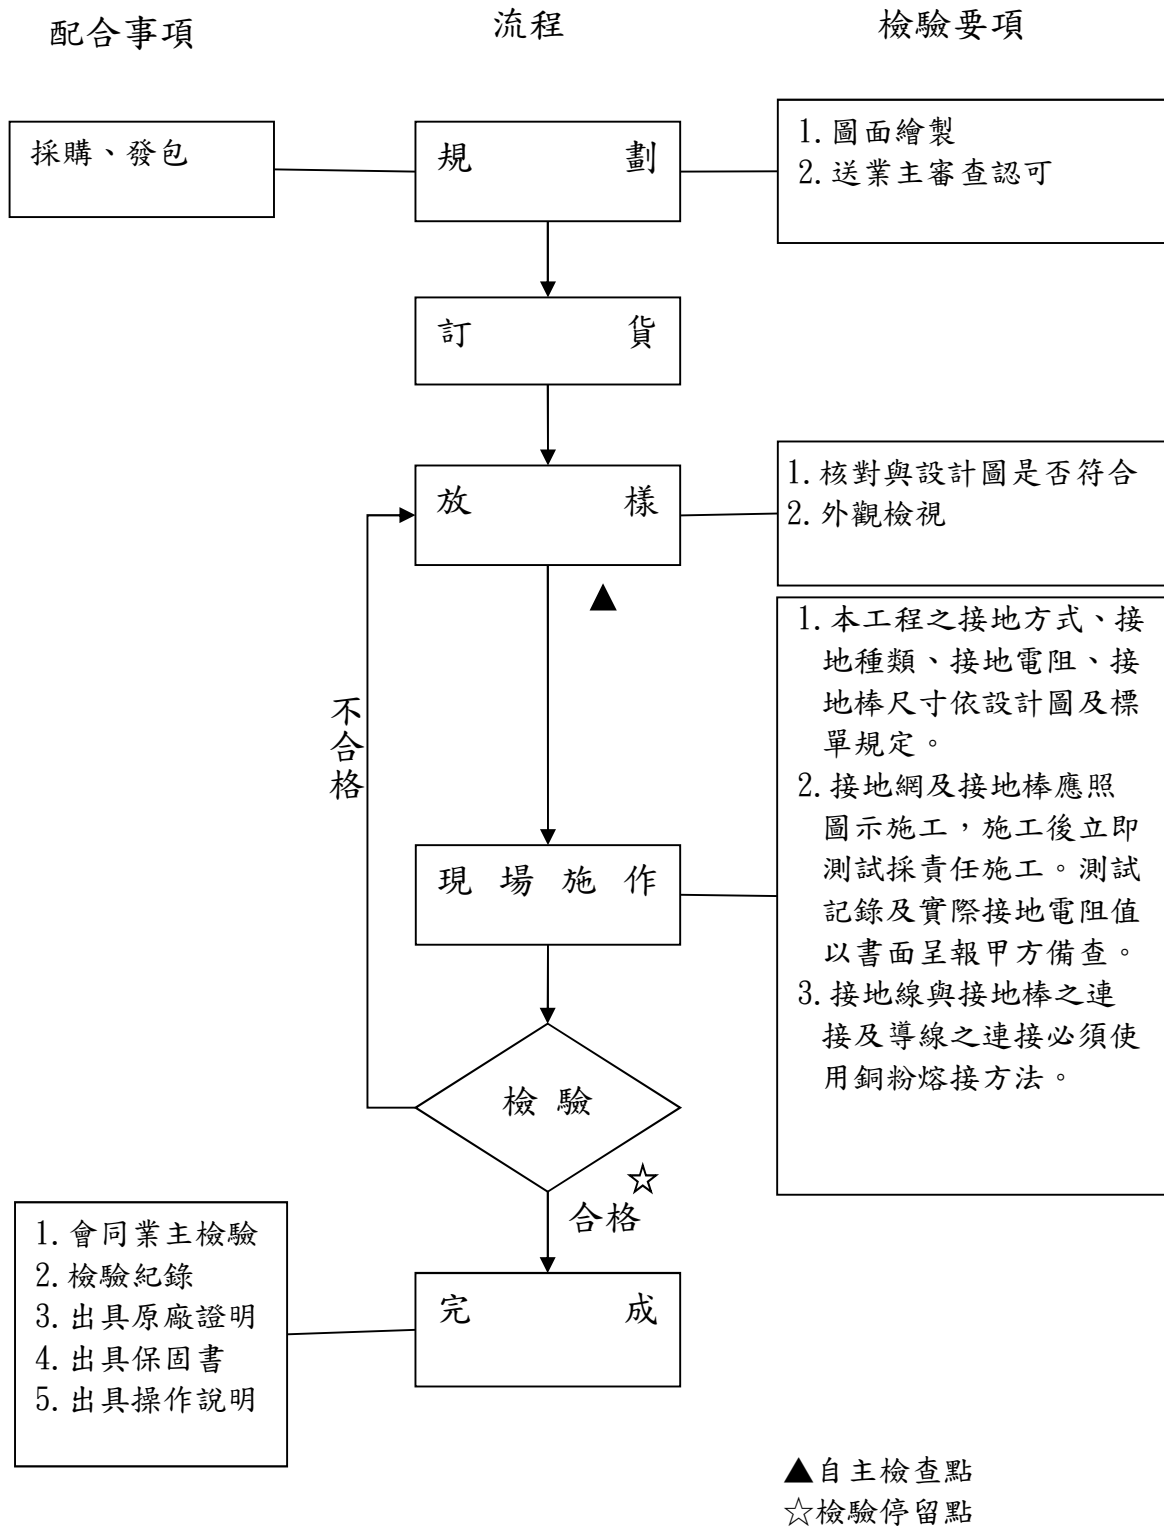 配合事項
流程
檢驗要項
採購、發包
規劃
1.圖面繪製
2.送業主審查認可
訂貨
放樣
1.核對與設計圖是否符合
2.外觀檢視
▲
不合格
1.本工程之接地方式、接
地種類、接地電阻、接
地棒尺寸依設計圖及標
單規定。
2.接地網及接地棒應照
圖示施工，施工後立即
測試採責任施工。測試
記錄及實際接地電阻值
以書面呈報甲方備查。
3.接地線與接地棒之連
接及導線之連接必須使
用銅粉熔接方法。
現場施作
檢驗
☆
合格
1.會同業主檢驗
2.檢驗紀錄
3.出具原廠證明
4.出具保固書
5.出具操作說明
完成
▲自主檢查點
☆檢驗停留點